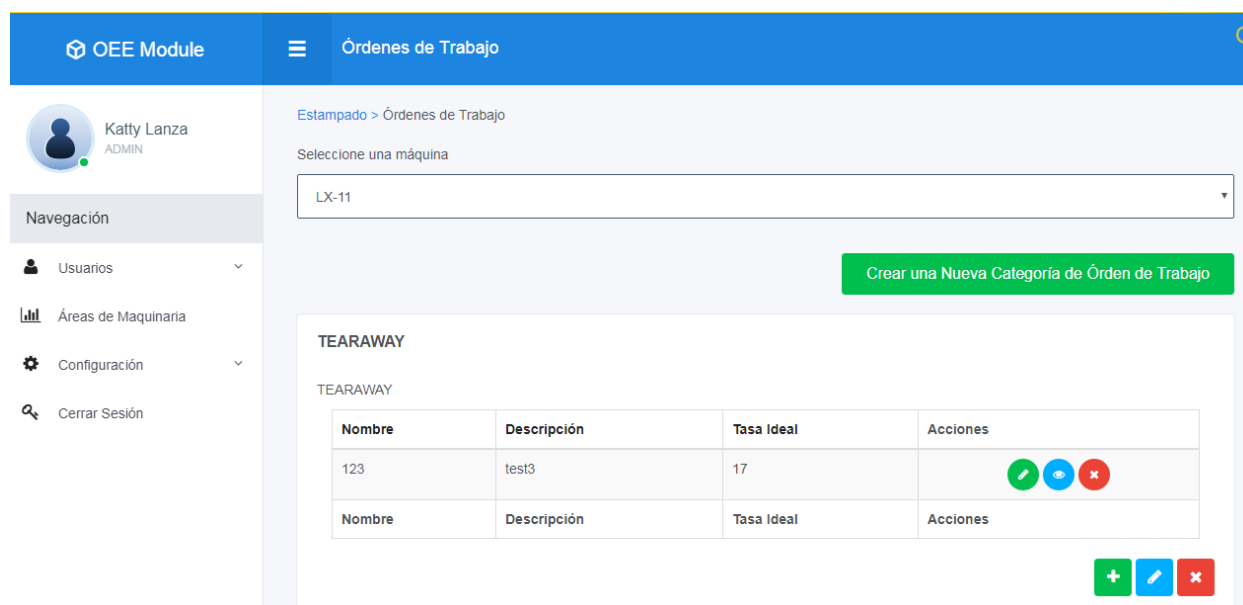 OEE Module
Órdenes de Trabajo
Katty Lanza
ADMIN
Navegación
Usuarios
Áreas de Maquinaria
Configuración
Cerrar Sesión
Estampado > Órdenes de Trabajo
Seleccione una máquina
LX-11
Crear una Nueva Categoría de Órden de Trabajo
TEARAWAY
TEARAWAY
Nombre Descripción Tasa Ideal Acciones
123 test3 17
Nombre Descripción Tasa Ideal Acciones